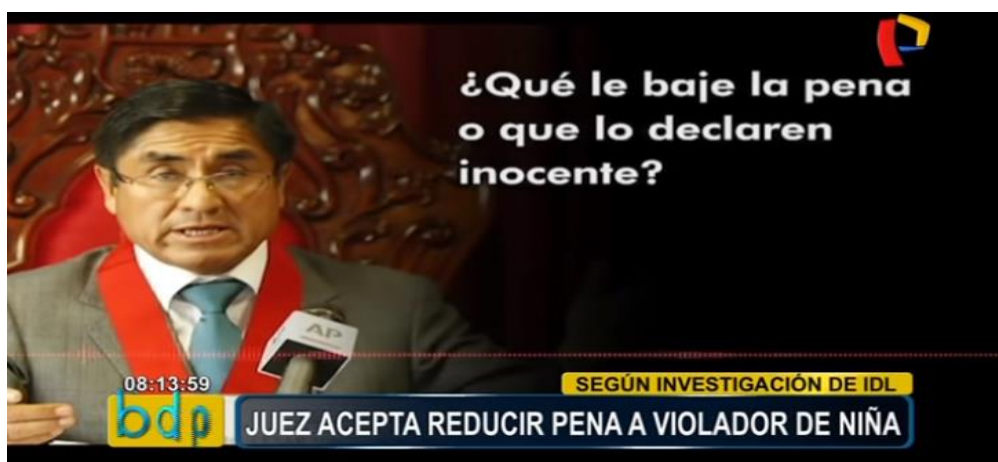 ¿Qué le baje la pena
o que lo declaren
inocente?
AP
08:13:59
SEGÚN INVESTIGACIÓN DE IDL
bdp
JUEZ ACEPTA REDUCIR PENA A VIOLADOR DE NIÑA